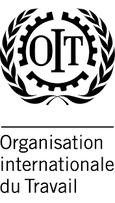 OIT
Organisation
internationale
du Travail